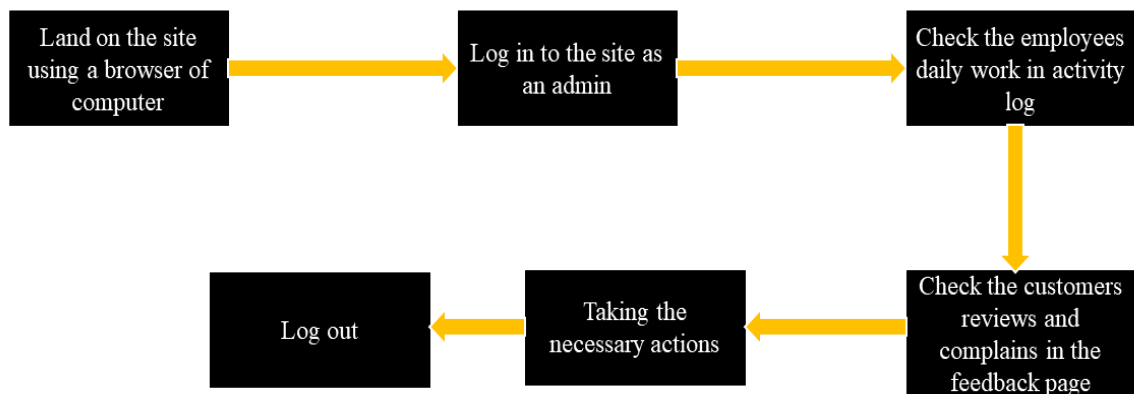 Land on the site
using a browser of
computer
Log in to the site as
an admin
Check the employees
daily work in activity
log
Check the customers
reviews and
complains in the
feedback page
Taking the
necessary actions
Log out